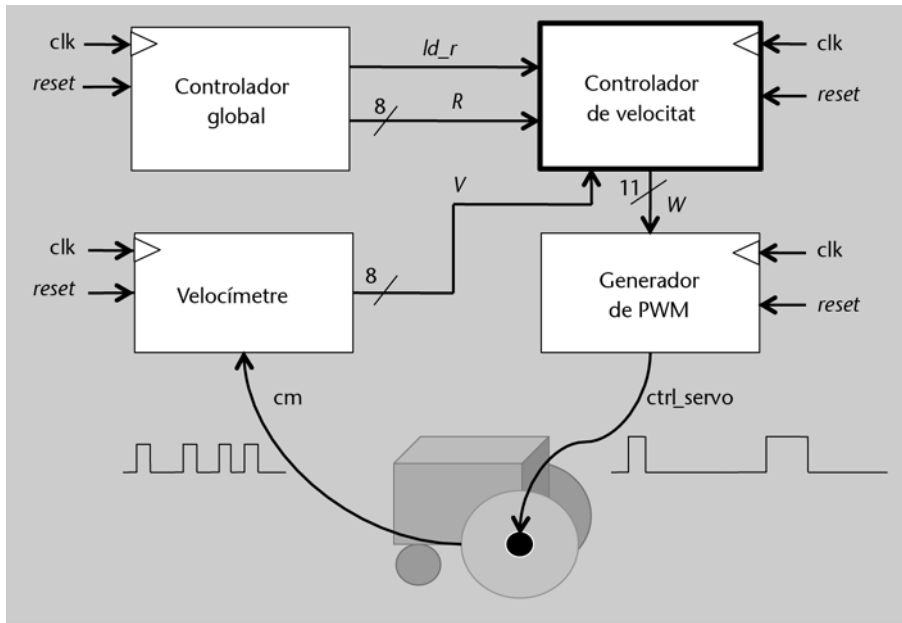 clk
reset
Controlador
global
ld_r
8
R
Controlador
de velocitat
clk
reset
V
11
W
clk
reset
Velocímetre
8
Generador
de PWM
clk
reset
cm
ctrl_servo